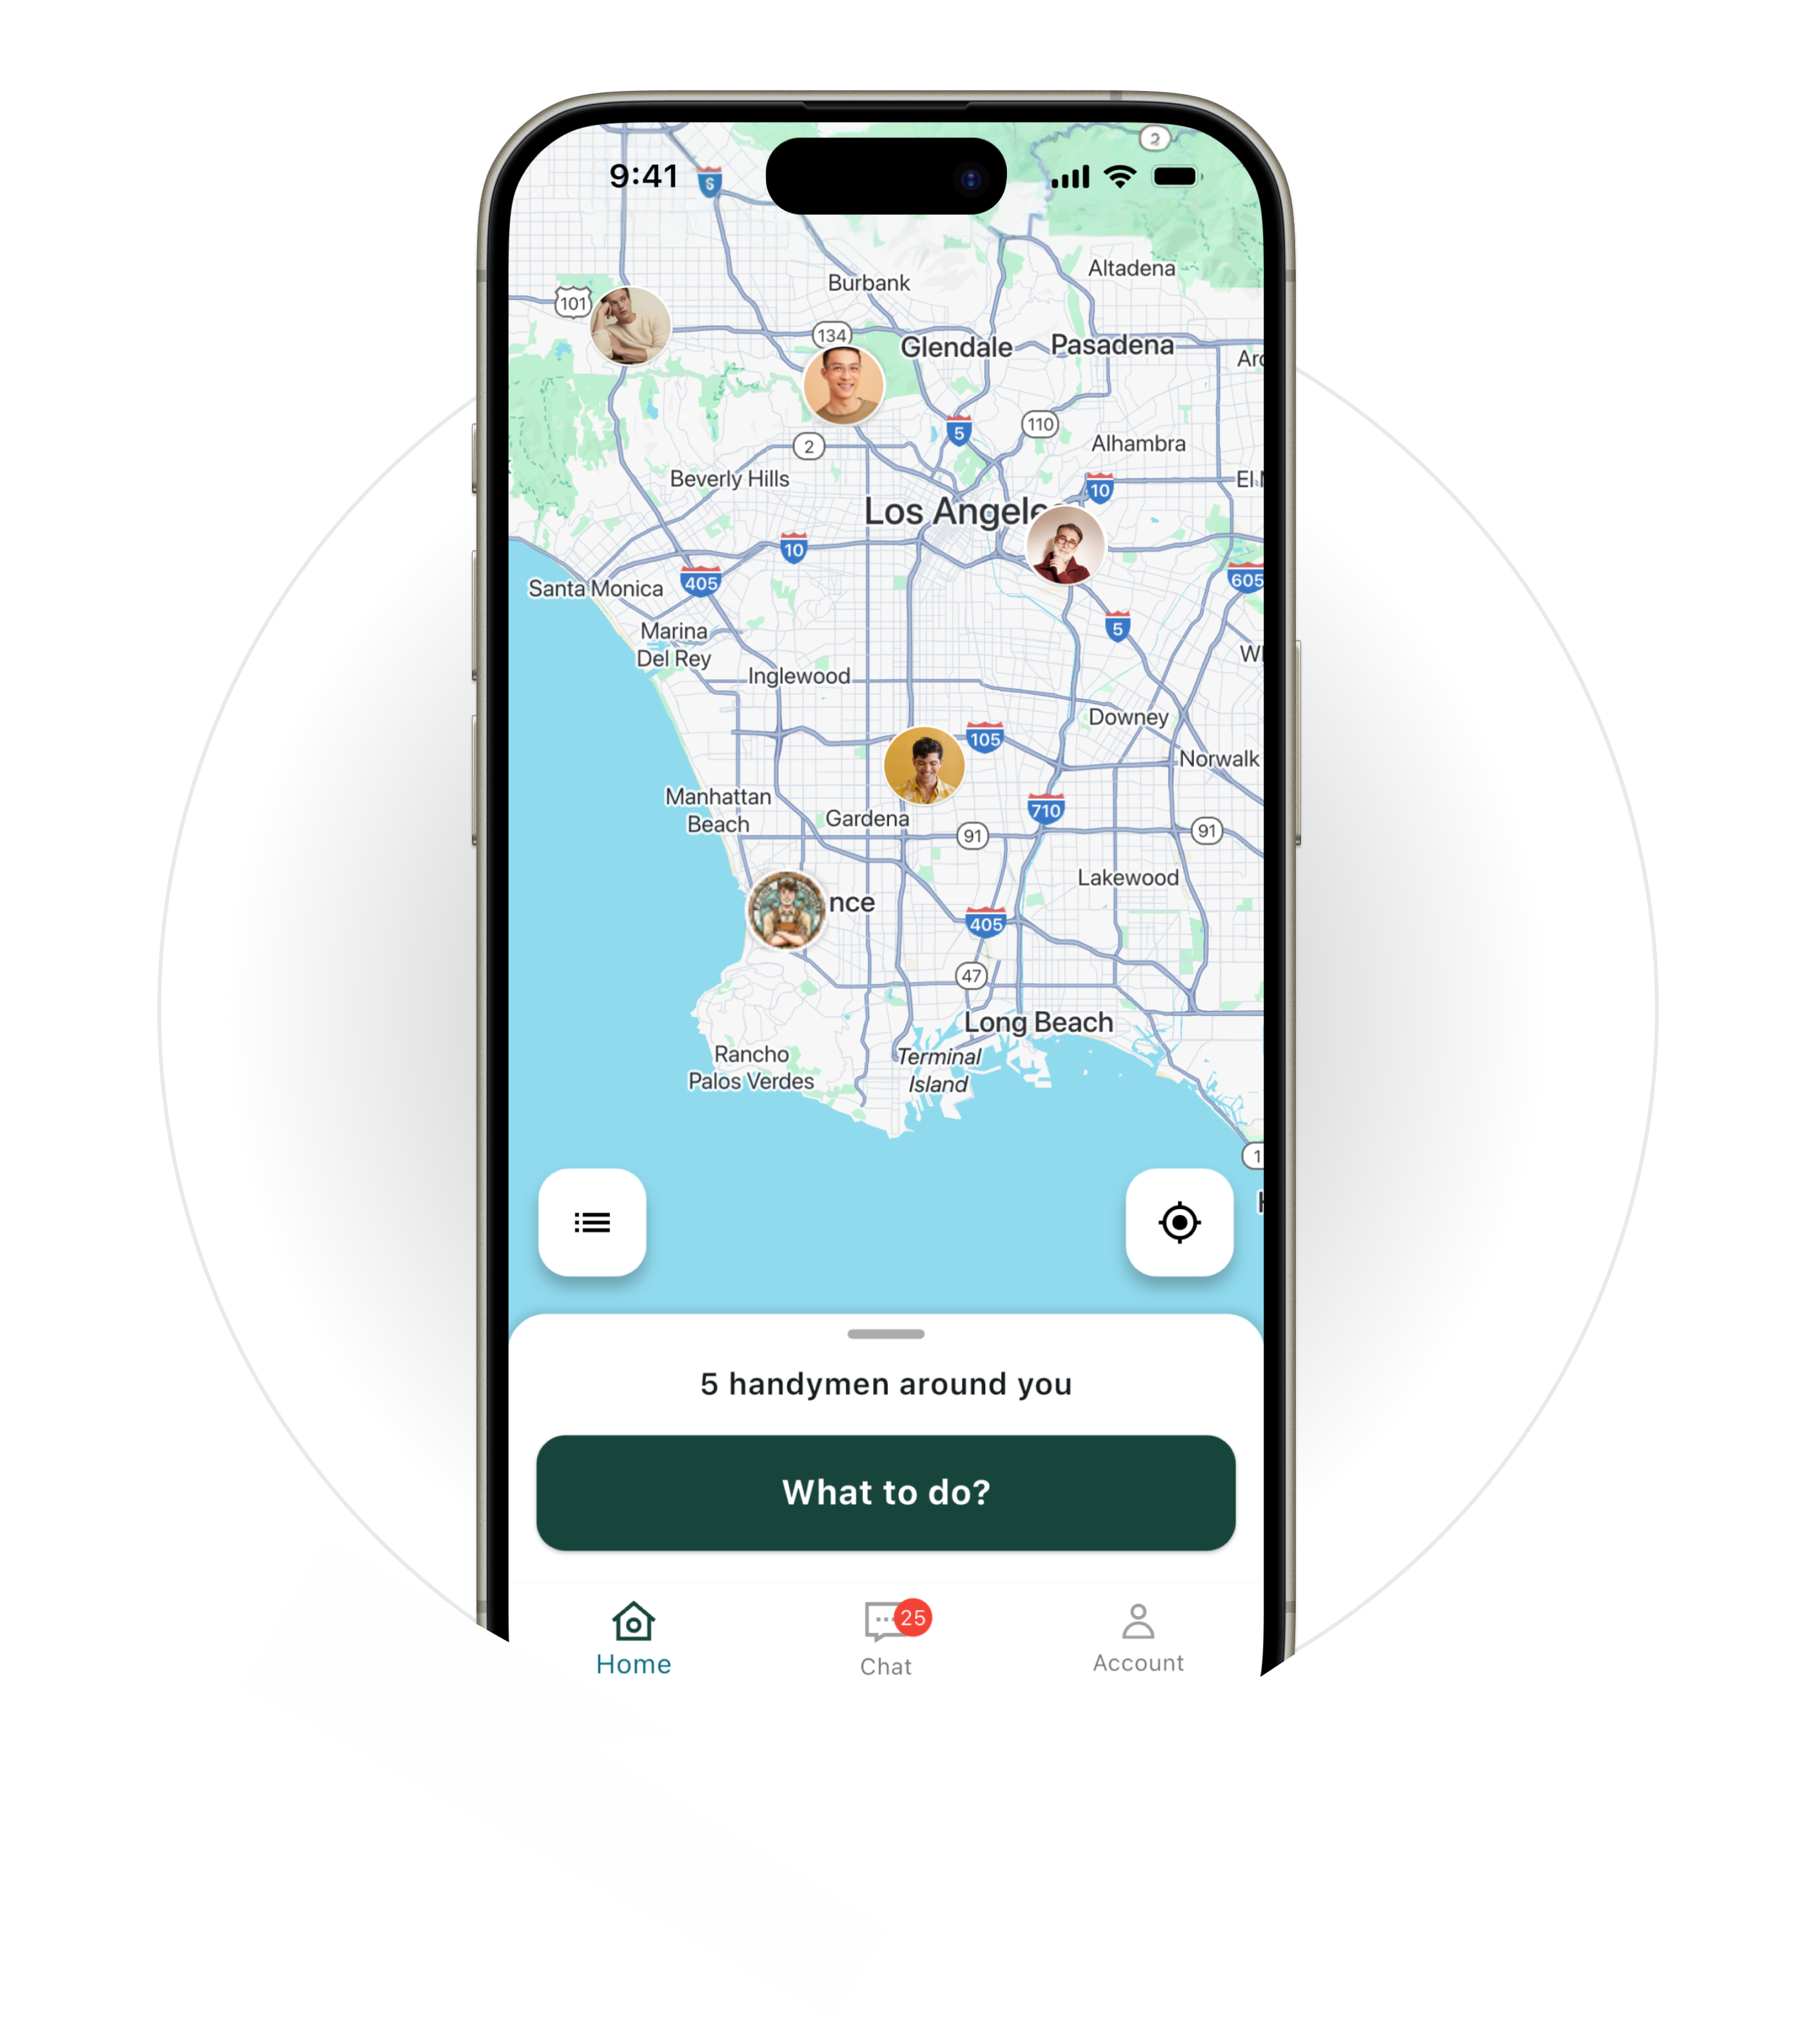 2
9:41
5
Burbank
Altadena
101
134
Glendale
Pasadena
2
5
110
Alhambra
Beverly Hills
10
Los Angele
10
Santa Monica
405
605
Marina
Del Rey
5
Inglewood
Downey
105
Norwalk
Manhattan
Beach
710
Gardena
91
91
Lakewood
nce
405
47
Long Beach
Rancho
Palos Verdes
Terminal
Island
1
5 handymen around you
What to do?
25
Home
Chat
Account